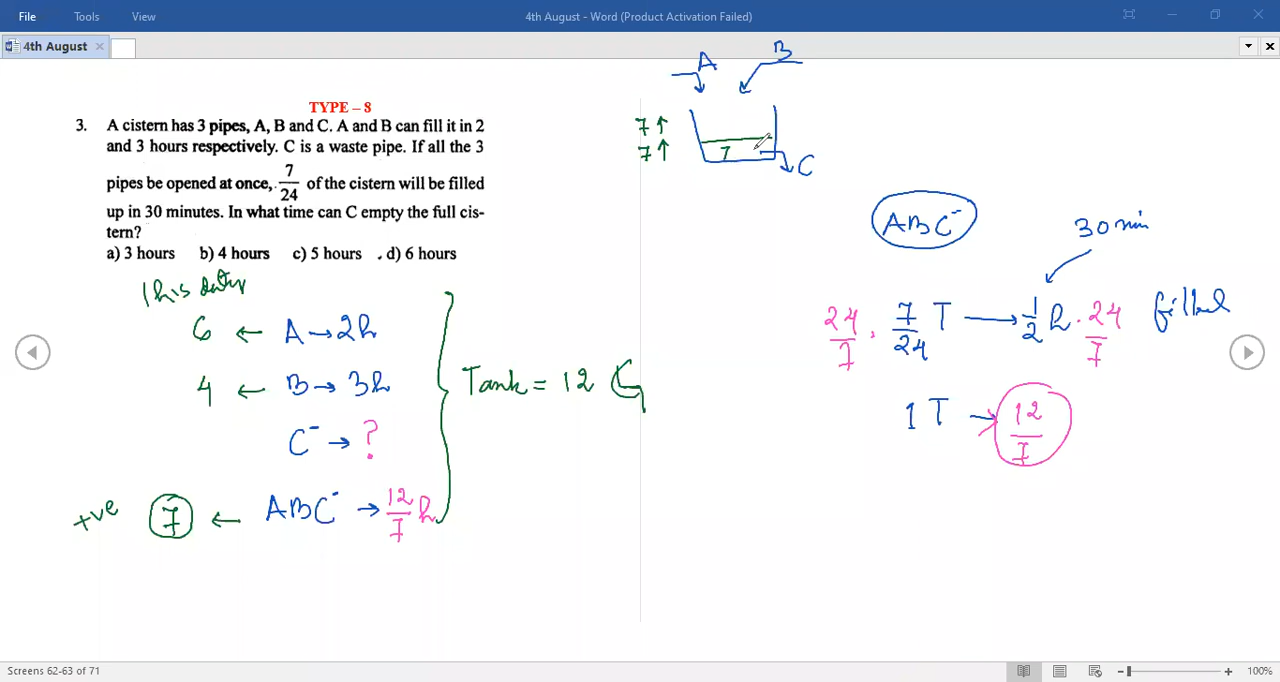 File Tools View
4th August - Word (Product Activation Failed)
4th August
TYPE – 8
3. A cistern has 3 pipes, A, B and C. A and B can fill it in 2
and 3 hours respectively. C is a waste pipe. If all the 3
pipes be opened at once, 7/24 of the cistern will be filled
up in 30 minutes. In what time can C empty the full cis-
tern?
a) 3 hours b) 4 hours c) 5 hours d) 6 hours
6 ← A → 2h
4 ← B → 3h
C⁻ → ?
+ve 7 ← ABC⁻ → 12/7 h
Tank = 12
A B
7 ↑
7 ↑ 7
C
ABC⁻
30 min
24/7 . 7/24 T → 1/2 h . 24/7 filled
1 T → 12/7
Screens 62-63 of 71
100%